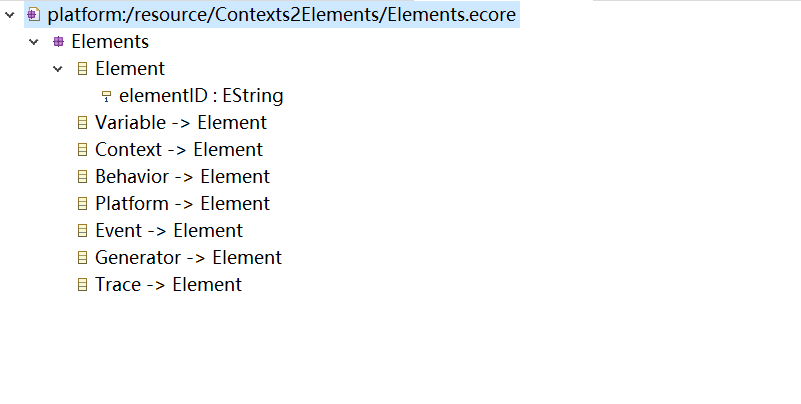 platform:/resource/Contexts2Elements/Elements.ecore
Elements
Element
elementID : EString
Variable -> Element
Context -> Element
Behavior -> Element
Platform -> Element
Event -> Element
Generator -> Element
Trace -> Element